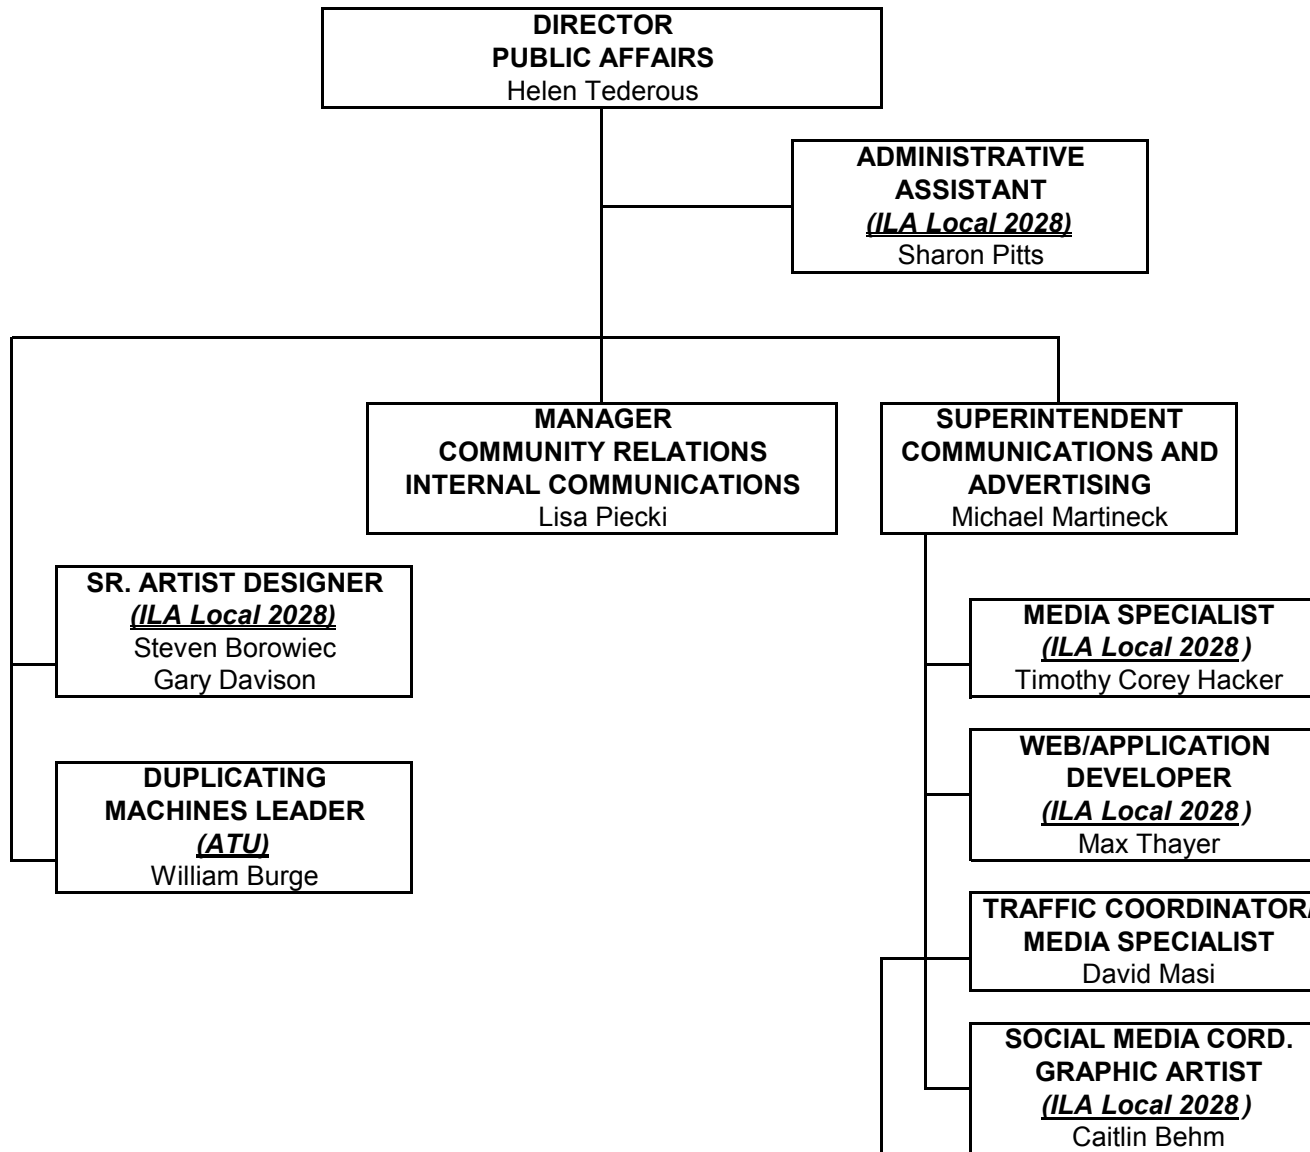 DIRECTOR
PUBLIC AFFAIRS
Helen Tederous
ADMINISTRATIVE
ASSISTANT
(ILA Local 2028)
Sharon Pitts
MANAGER
COMMUNITY RELATIONS
INTERNAL COMMUNICATIONS
Lisa Piecki
SUPERINTENDENT
COMMUNICATIONS AND
ADVERTISING
Michael Martineck
SR. ARTIST DESIGNER
(ILA Local 2028)
Steven Borowiec
Gary Davison
DUPLICATING
MACHINES LEADER
(ATU)
William Burge
MEDIA SPECIALIST
(ILA Local 2028)
Timothy Corey Hacker
WEB/APPLICATION
DEVELOPER
(ILA Local 2028)
Max Thayer
TRAFFIC COORDINATOR/
MEDIA SPECIALIST
David Masi
SOCIAL MEDIA CORD.
GRAPHIC ARTIST
(ILA Local 2028)
Caitlin Behm